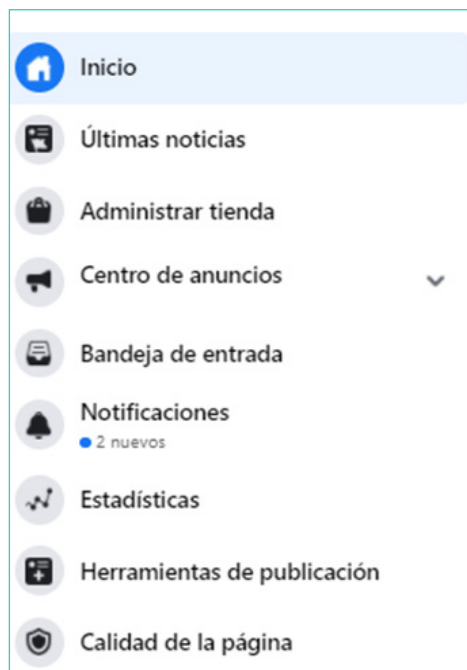 Inicio
Últimas noticias
Administrar tienda
Centro de anuncios
Bandeja de entrada
Notificaciones
2 nuevos
Estadísticas
Herramientas de publicación
Calidad de la página